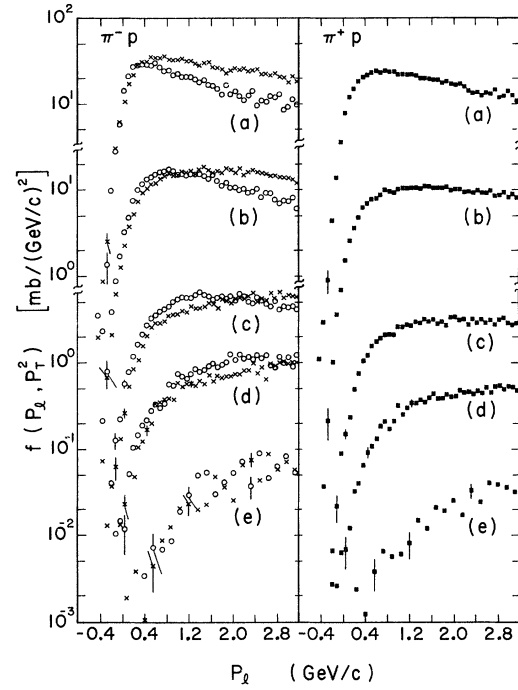 π⁻ p
π⁺ p
10²
10¹
10¹
10⁰
10⁰
10⁻¹
10⁻²
10⁻³
f (P_ℓ, P_T²) [mb/(GeV/c)²]
(a)
(b)
(c)
(d)
(e)
(a)
(b)
(c)
(d)
(e)
-0.4 0.4 1.2 2.0 2.8
-0.4 0.4 1.2 2.0 2.8
P_ℓ (GeV/c)